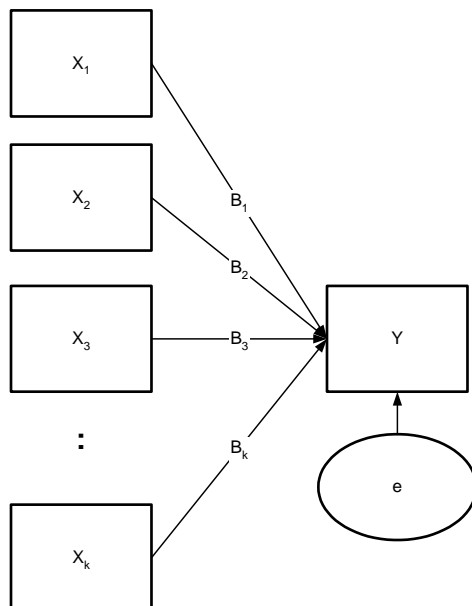 X₁
B₁
X₂
B₂
X₃
B₃
Y
:
Bₖ
e
Xₖ